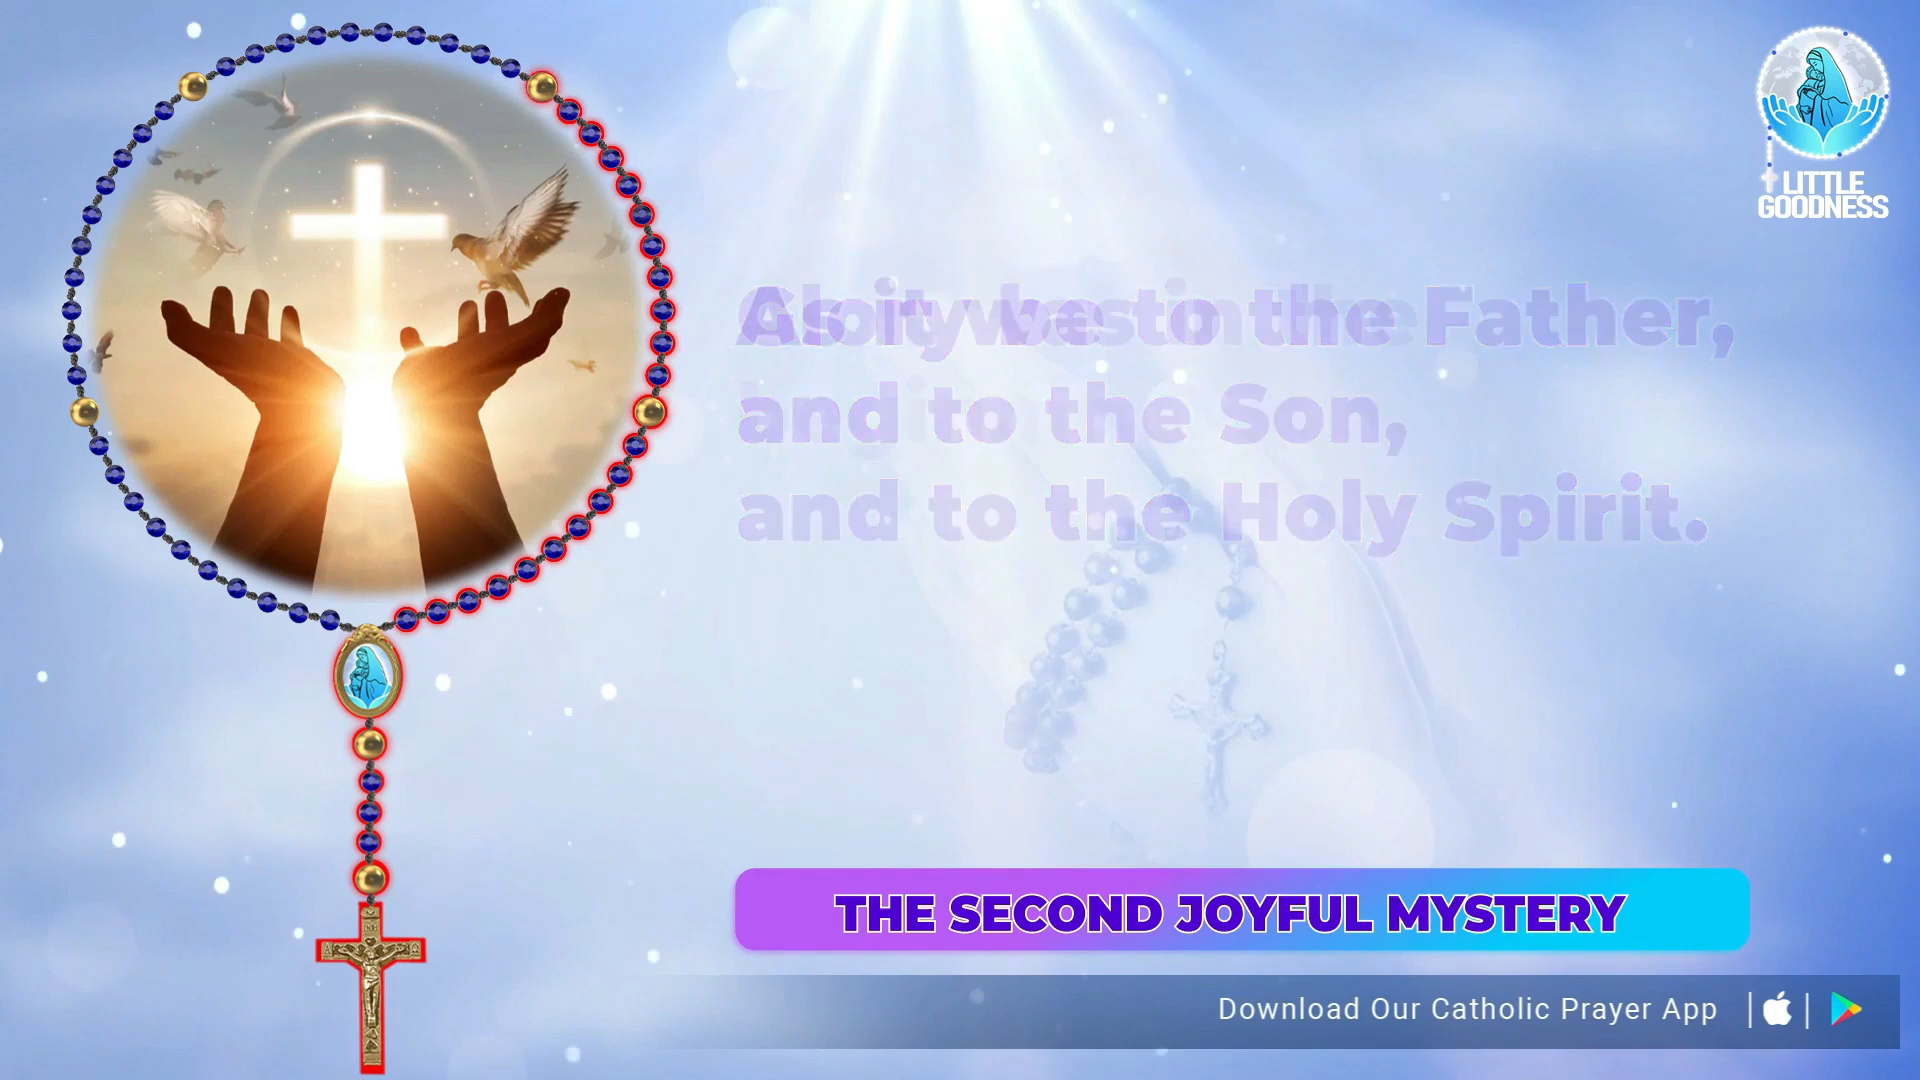 LITTLE
GOODNESS
Glory be to the Father,
and to the Son,
and to the Holy Spirit.
THE SECOND JOYFUL MYSTERY
Download Our Catholic Prayer App